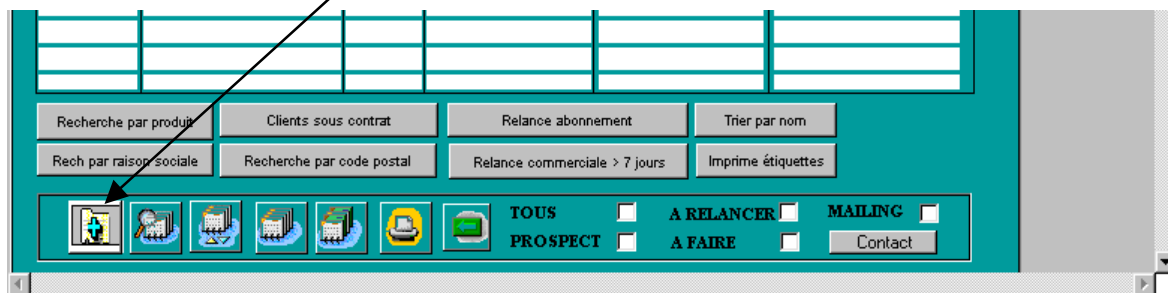 Recherche par produit Clients sous contrat Relance abonnement Trier par nom
Rech par raison sociale Recherche par code postal Relance commerciale > 7 jours Imprime étiquettes
TOUS A RELANCER MAILING
PROSPECT A FAIRE Contact